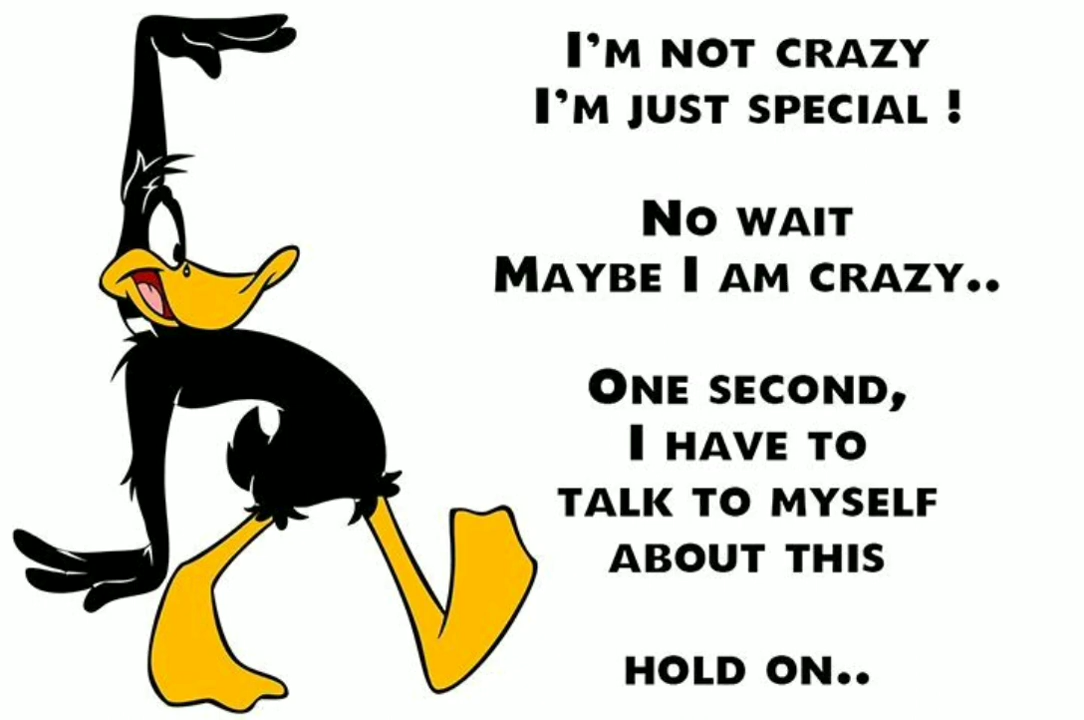 I'M NOT CRAZY
I'M JUST SPECIAL !
NO WAIT
MAYBE I AM CRAZY..
ONE SECOND,
I HAVE TO
TALK TO MYSELF
ABOUT THIS
HOLD ON..